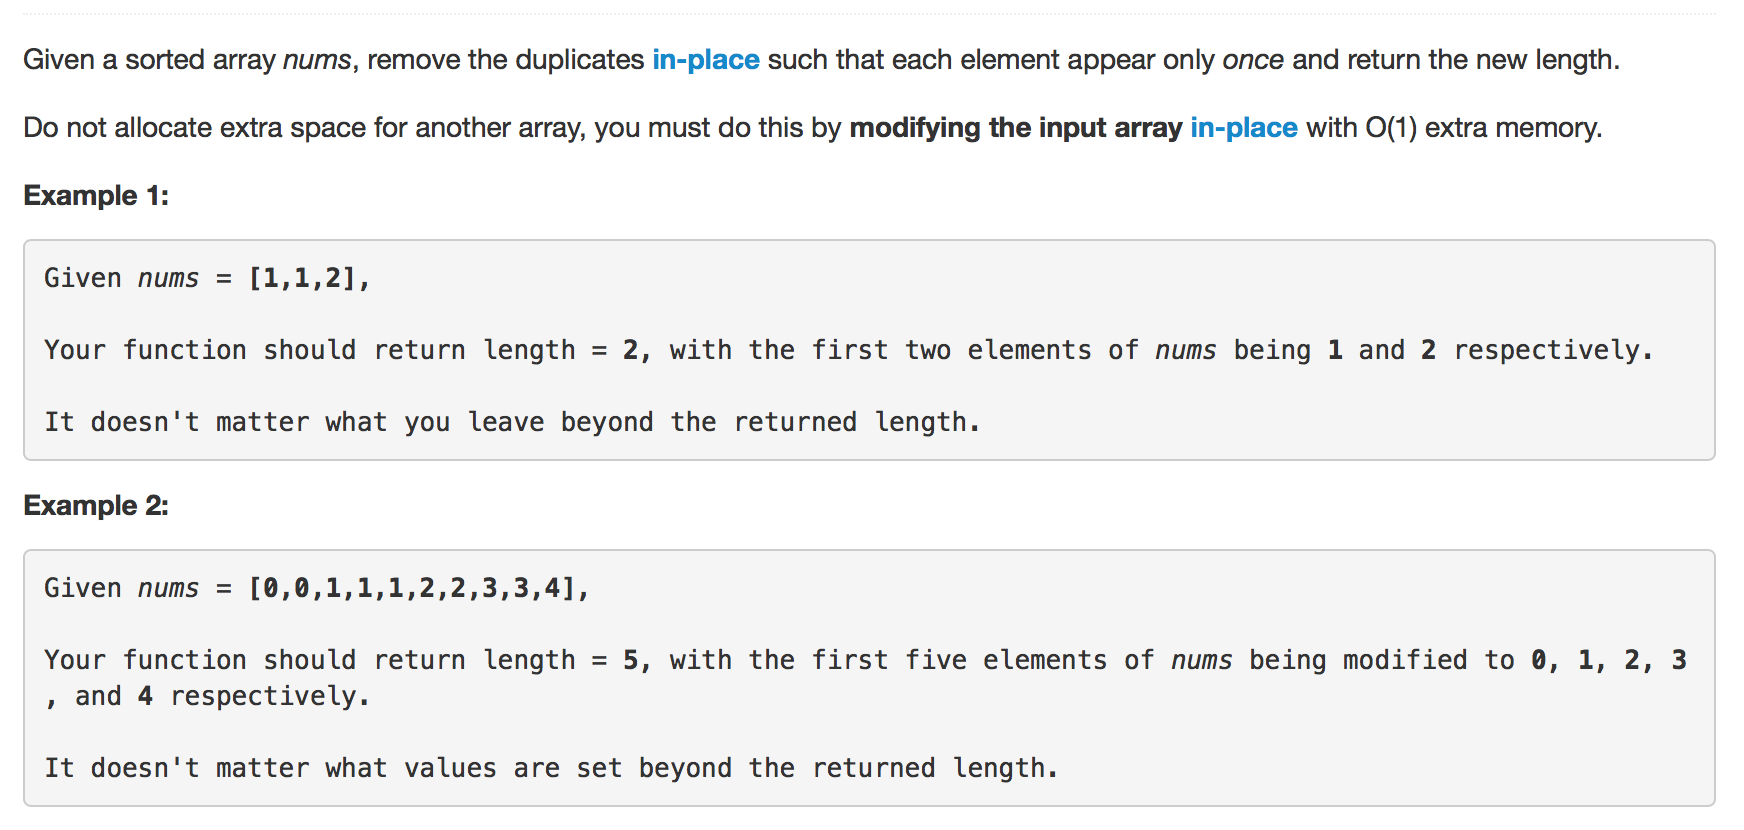 Given a sorted array nums, remove the duplicates in-place such that each element appear only once and return the new length.
Do not allocate extra space for another array, you must do this by modifying the input array in-place with O(1) extra memory.
Example 1:
Given nums = [1,1,2],
Your function should return length = 2, with the first two elements of nums being 1 and 2 respectively.
It doesn't matter what you leave beyond the returned length.
Example 2:
Given nums = [0,0,1,1,1,2,2,3,3,4],
Your function should return length = 5, with the first five elements of nums being modified to 0, 1, 2, 3
, and 4 respectively.
It doesn't matter what values are set beyond the returned length.